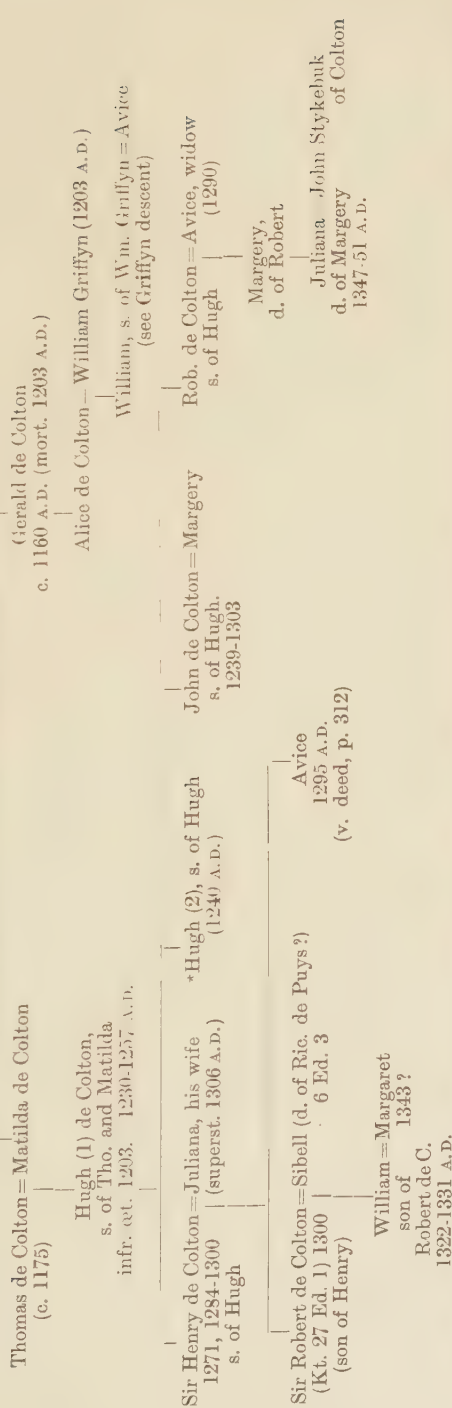 Gerald de Colton
c. 1160 A.D. (mort. 1203 A.D.)
Thomas de Colton = Matilda de Colton
(c. 1175)
Alice de Colton = William Griffyn (1203 A.D.)
Hugh (1) de Colton,
s. of Tho. and Matilda
infr. æt. 1203. 1230-1257 A.D.
William, s. of Wm. Griffyn = Avice
(see Griffyn descent)
Sir Henry de Colton = Juliana, his wife
1271, 1284-1300 (superst. 1306 A.D.)
s. of Hugh
*Hugh (2), s. of Hugh
(1240 A.D.)
John de Colton = Margery
s. of Hugh.
1239-1303
Rob. de Colton = Avice, widow
s. of Hugh (1290)
Sir Robert de Colton = Sibell (d. of Ric. de Puys ?)
(Kt. 27 Ed. 1) 1300 6 Ed. 3
(son of Henry)
Avice
1295 A.D.
(v. deed, p. 312)
Margery,
d. of Robert
William = Margaret
son of 1343 ?
Robert de C.
1322-1331 A.D.
Juliana John Stykebuk
d. of Margery of Colton
1347-51 A.D.